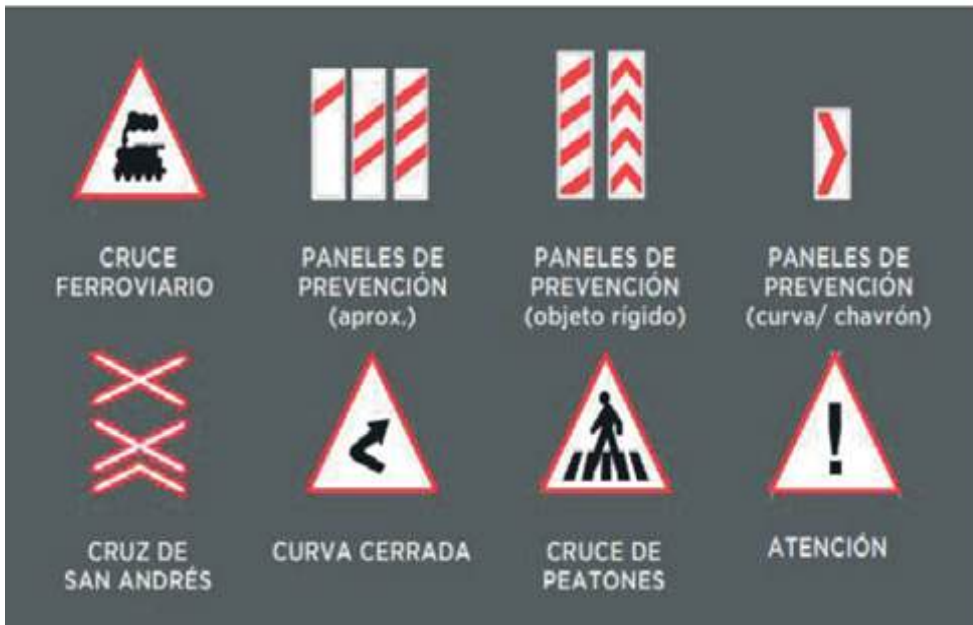 CRUCE
FERROVIARIO
PANELES DE
PREVENCIÓN
(aprox.)
PANELES DE
PREVENCIÓN
(objeto rígido)
PANELES DE
PREVENCIÓN
(curva/ chavrón)
CRUZ DE
SAN ANDRÉS
CURVA CERRADA
CRUCE DE
PEATONES
ATENCIÓN